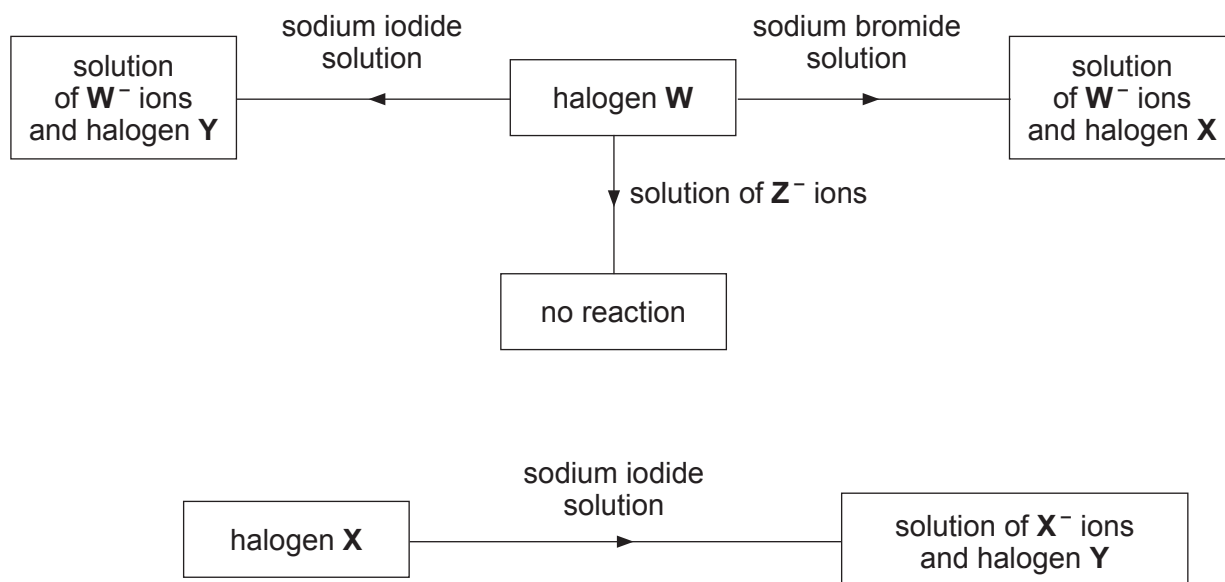 sodium iodide
solution
sodium bromide
solution
solution
of W⁻ ions
and halogen Y
halogen W
solution
of W⁻ ions
and halogen X
solution of Z⁻ ions
no reaction
sodium iodide
solution
halogen X
solution of X⁻ ions
and halogen Y